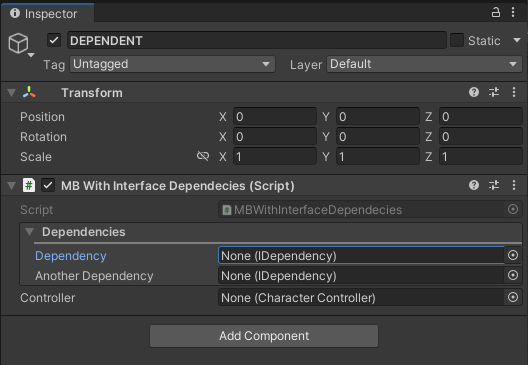 Inspector
DEPENDENT Static
Tag Untagged Layer Default
Transform
Position X 0 Y 0 Z 0
Rotation X 0 Y 0 Z 0
Scale X 1 Y 1 Z 1
# MB With Interface Dependecies (Script)
Script # MBWithInterfaceDependecies
Dependencies
Dependency None (IDependency)
Another Dependency None (IDependency)
Controller None (Character Controller)
Add Component